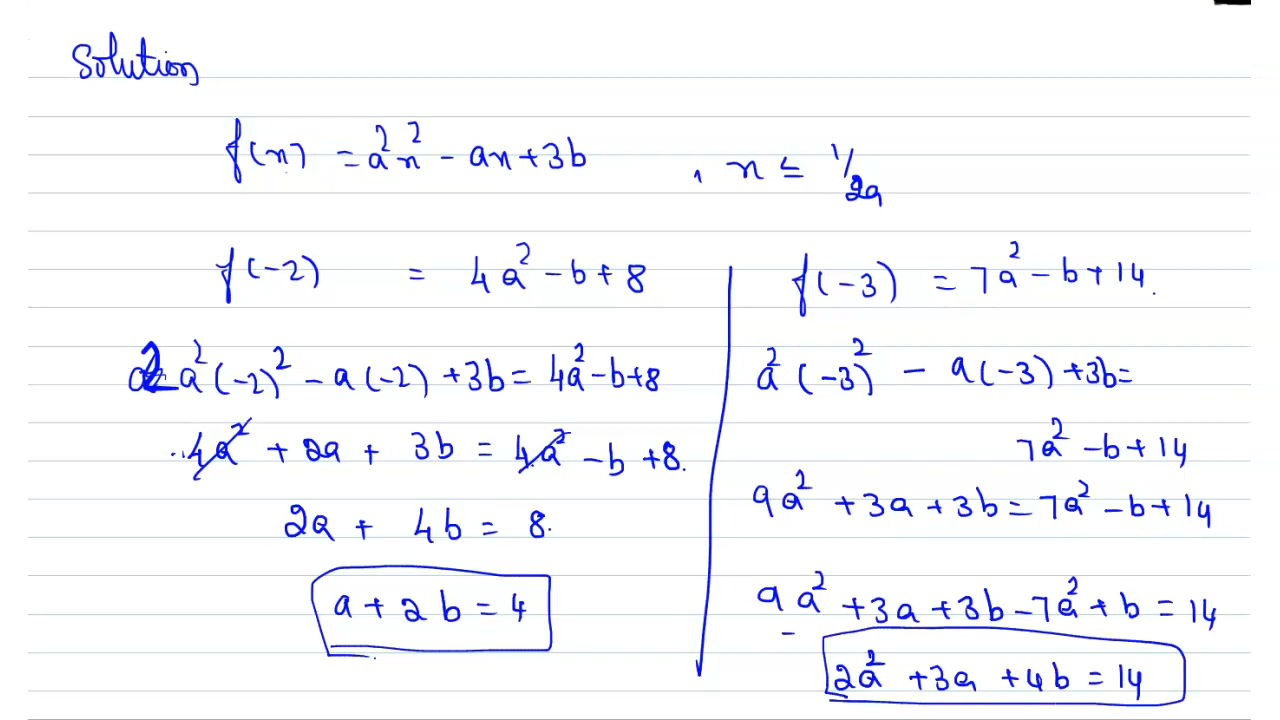 Solution
f(x) = a²x² - ax + 3b , x ≤ 1/2a
f(-2) = 4a² - b + 8
a²(-2)² - a(-2) + 3b = 4a² - b + 8
4a² + 2a + 3b = 4a² - b + 8.
2a + 4b = 8.
a + 2b = 4
f(-3) = 7a² - b + 14.
a²(-3)² - a(-3) + 3b =
7a² - b + 14
9a² + 3a + 3b = 7a² - b + 14
9a² + 3a + 3b - 7a² + b = 14
2a² + 3a + 4b = 14